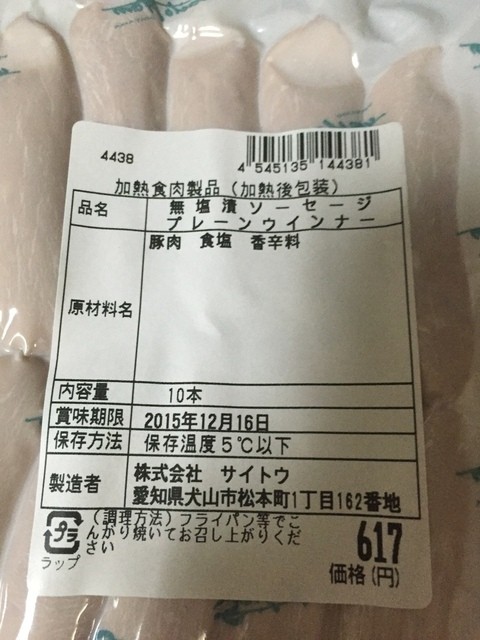 4438
4 545135 144381
加熱食肉製品（加熱後包装）
品名
無塩漬ソーセージ
プレーンウインナー
原材料名
豚肉 食塩 香辛料
内容量
10本
賞味期限
2015年12月16日
保存方法
保存温度5℃以下
製造者
株式会社 サイトウ
愛知県犬山市松本町1丁目162番地
プラ
ラップ
（調理方法）フライパン等でこ
んがり焼いてお召し上がりくだ
さい
617
価格(円)